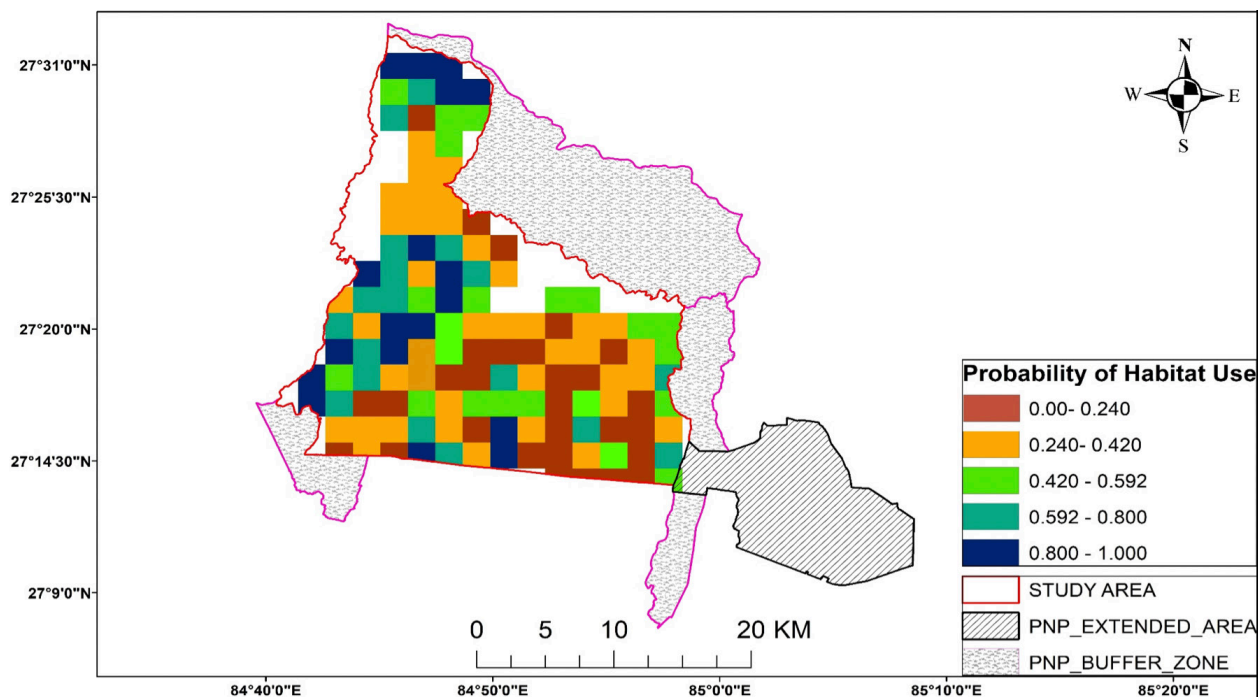 N
W E
S
27°31'0"N
27°25'30"N
27°20'0"N
27°14'30"N
27°9'0"N
Probability of Habitat Use
0.00- 0.240
0.240- 0.420
0.420 - 0.592
0.592 - 0.800
0.800 - 1.000
STUDY AREA
PNP_EXTENDED_AREA
PNP_BUFFER_ZONE
0 5 10 20 KM
84°40'0"E 84°50'0"E 85°0'0"E 85°10'0"E 85°20'0"E